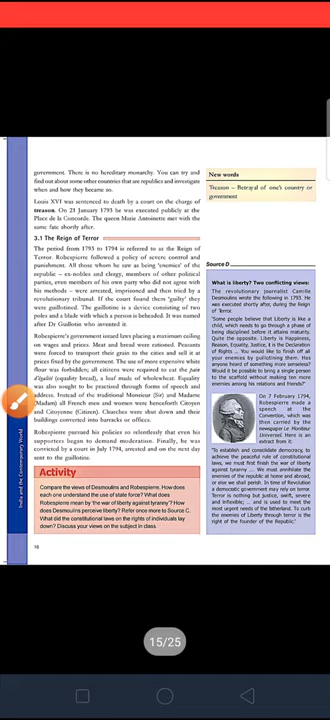 government. There is no hereditary monarchy. You can try and
find out about some other countries that are republics and investigate
when and how they became so.
Louis XVI was sentenced to death by a court on the charge of
treason. On 21 January 1793 he was executed publicly at the
Place de la Concorde. The queen Marie Antoinette met with the
same fate shortly after.
3.1 The Reign of Terror
The period from 1793 to 1794 is referred to as the Reign of
Terror. Robespierre followed a policy of severe control and
punishment. All those whom he saw as being 'enemies' of the
republic – ex-nobles and clergy, members of other political
parties, even members of his own party who did not agree with
his methods – were arrested, imprisoned and then tried by a
revolutionary tribunal. If the court found them 'guilty' they
were guillotined. The guillotine is a device consisting of two
poles and a blade with which a person is beheaded. It was named
after Dr Guillotin who invented it.
Robespierre's government issued laws placing a maximum ceiling
on wages and prices. Meat and bread were rationed. Peasants
were forced to transport their grain to the cities and sell it at
prices fixed by the government. The use of more expensive white
flour was forbidden; all citizens were required to eat the pain
d'égalité (equality bread), a loaf made of wholewheat. Equality
was also sought to be practised through forms of speech and
address. Instead of the traditional Monsieur (Sir) and Madame
(Madam) all French men and women were henceforth Citoyen
and Citoyenne (Citizen). Churches were shut down and their
buildings converted into barracks or offices.
Robespierre pursued his policies so relentlessly that even his
supporters began to demand moderation. Finally, he was
convicted by a court in July 1794, arrested and on the next day
sent to the guillotine.
Activity
Compare the views of Desmoulins and Robespierre. How does
each one understand the use of state force? What does
Robespierre mean by 'the war of liberty against tyranny'? How
does Desmoulins perceive liberty? Refer once more to Source C.
What did the constitutional laws on the rights of individuals lay
down? Discuss your views on the subject in class.
New words
Treason – Betrayal of one's country or
government
Source D
What is liberty? Two conflicting views:
The revolutionary journalist Camille
Desmoulins wrote the following in 1793. He
was executed shortly after, during the Reign
of Terror.
'Some people believe that Liberty is like a
child, which needs to go through a phase of
being disciplined before it attains maturity.
Quite the opposite. Liberty is Happiness,
Reason, Equality, Justice, it is the Declaration
of Rights ... You would like to finish off all
your enemies by guillotining them. Has
anyone heard of something more senseless?
Would it be possible to bring a single person
to the scaffold without making ten more
enemies among his relations and friends?'
On 7 February 1794,
Robespierre made a
speech at the
Convention, which was
then carried by the
newspaper Le Moniteur
Universel. Here is an
extract from it:
'To establish and consolidate democracy, to
achieve the peaceful rule of constitutional
laws, we must first finish the war of liberty
against tyranny .... We must annihilate the
enemies of the republic at home and abroad,
or else we shall perish. In time of Revolution
a democratic government may rely on terror.
Terror is nothing but justice, swift, severe
and inflexible; ... and is used to meet the
most urgent needs of the fatherland. To curb
the enemies of Liberty through terror is the
right of the founder of the Republic.'
India and the Contemporary World
16
15/25